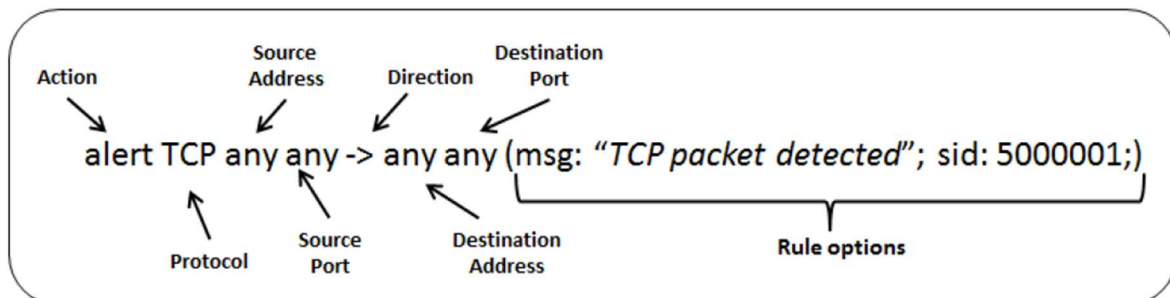 Action
Source
Address
Direction
Destination
Port
alert TCP any any -> any any (msg: “TCP packet detected”; sid: 5000001;)
Protocol
Source
Port
Destination
Address
Rule options